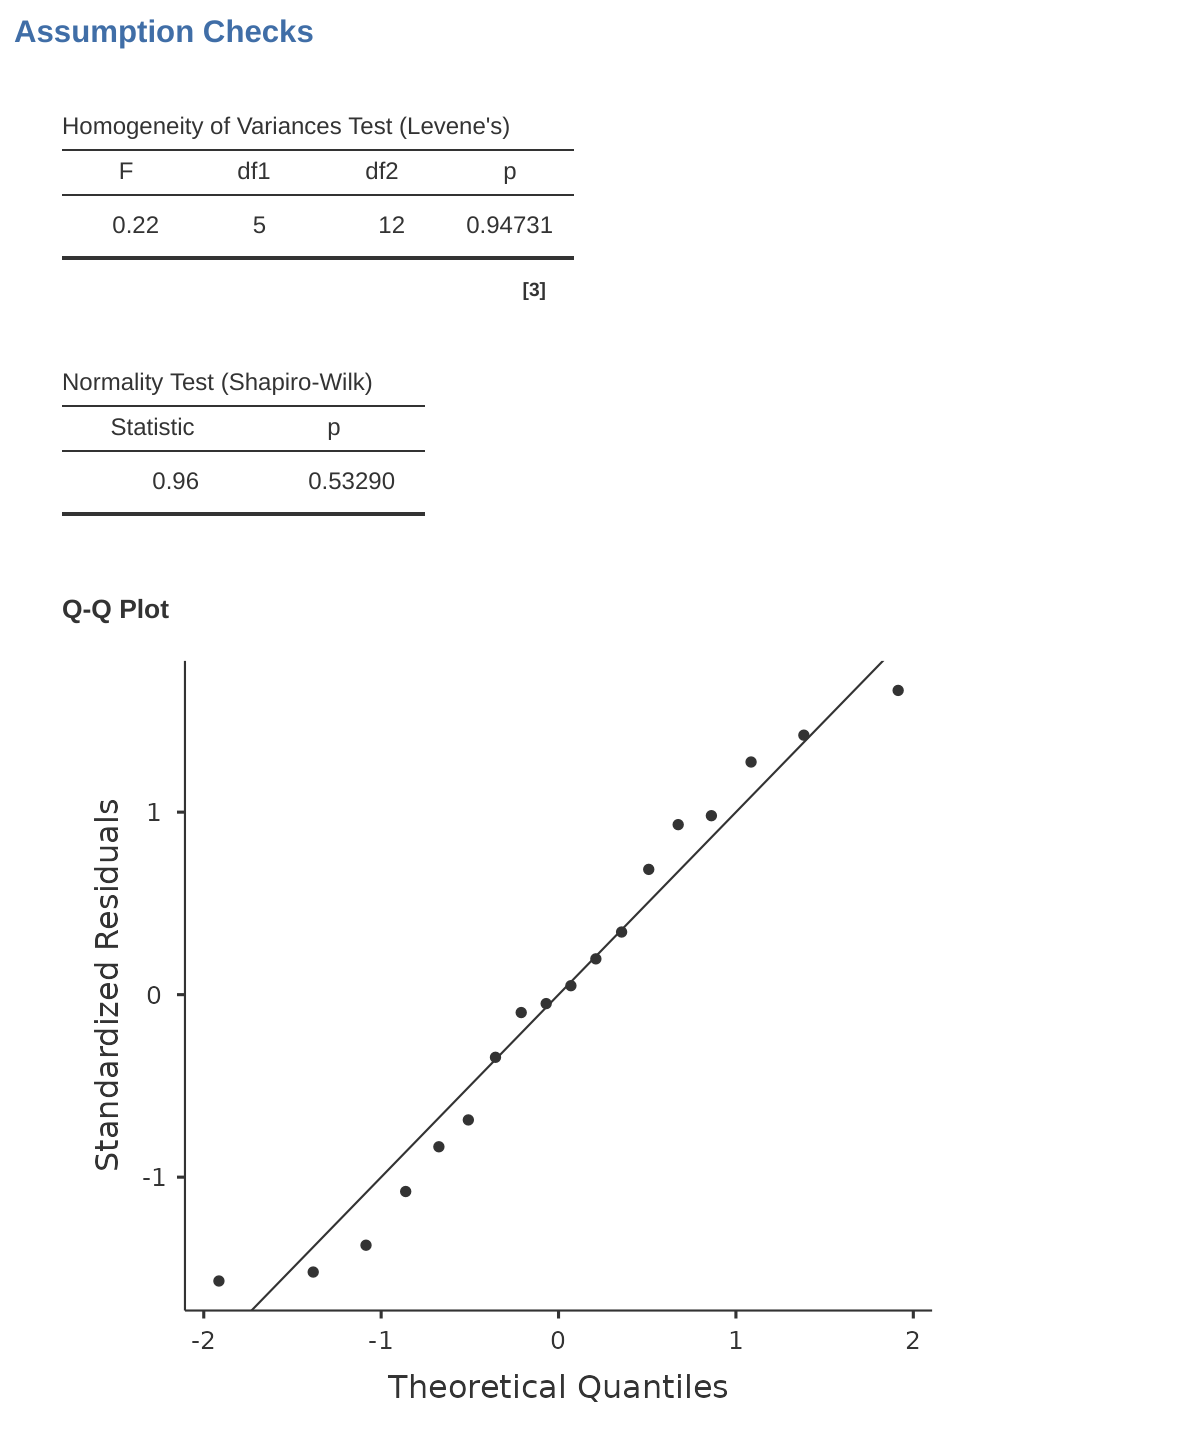 Assumption Checks
Homogeneity of Variances Test (Levene's)
F df1 df2 p
0.22 5 12 0.94731
[3]
Normality Test (Shapiro-Wilk)
Statistic p
0.96 0.53290
Q-Q Plot
Standardized Residuals
1
0
-1
-2 -1 0 1 2
Theoretical Quantiles